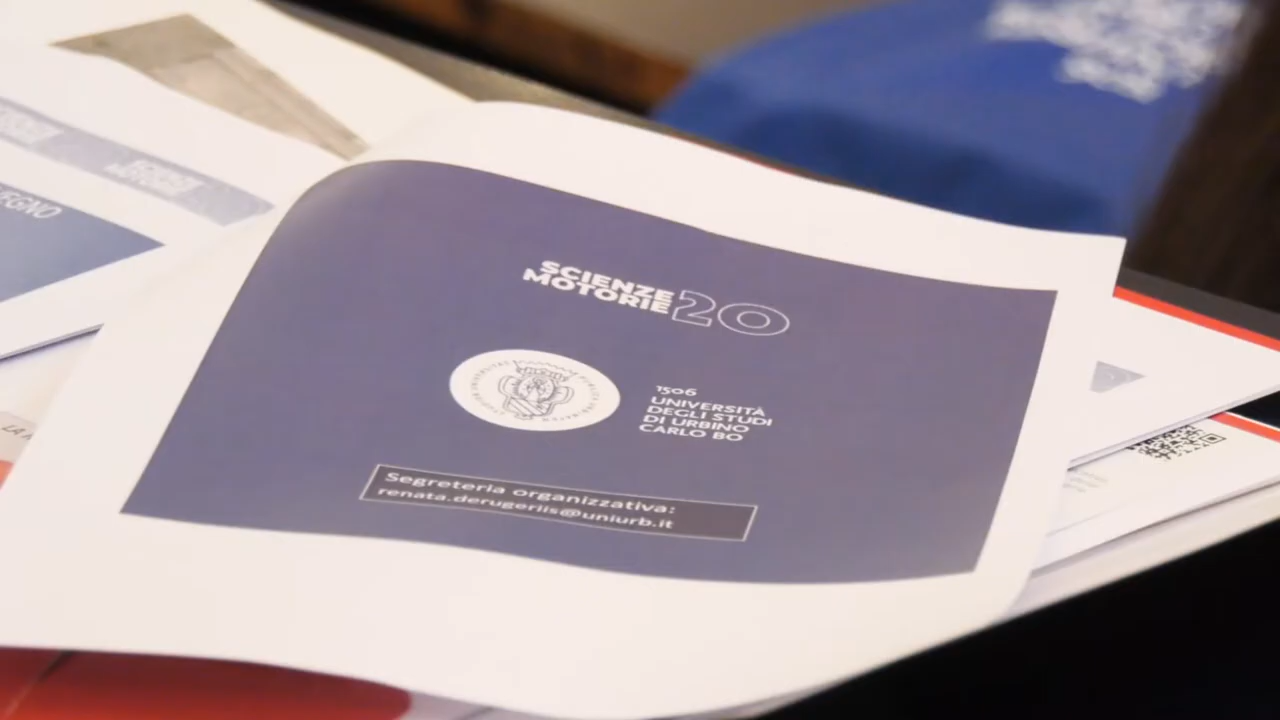 SCIENZE
MOTORIE 20
1506
UNIVERSITÀ
DEGLI STUDI
DI URBINO
CARLO BO
Segreteria organizzativa:
renata.derugeriis@uniurb.it